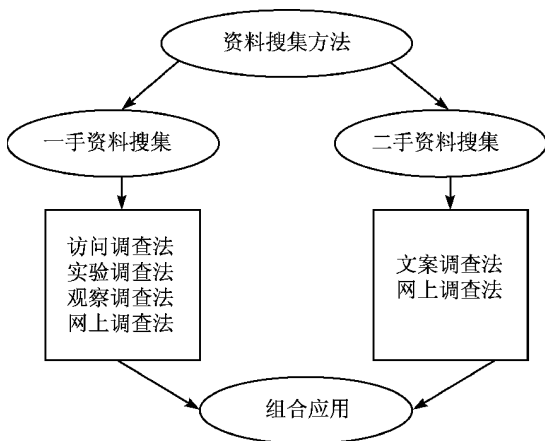 资料搜集方法
一手资料搜集
二手资料搜集
访问调查法
实验调查法
观察调查法
网上调查法
文案调查法
网上调查法
组合应用